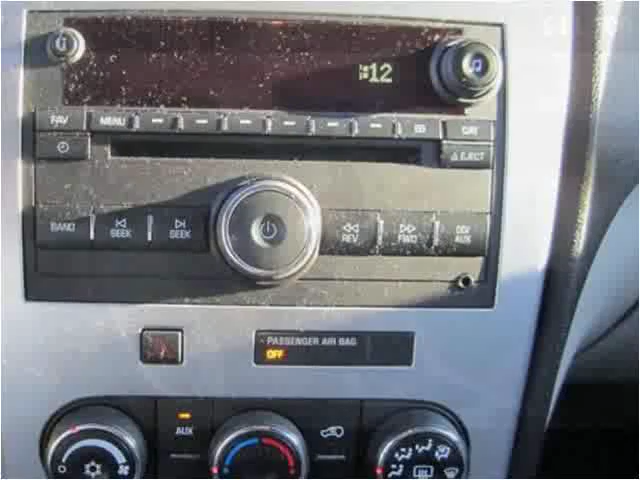 12
FAV MENU CAT
EJECT
BAND SEEK SEEK REV FWD CD/ AUX
PASSENGER AIR BAG
OFF
AUX